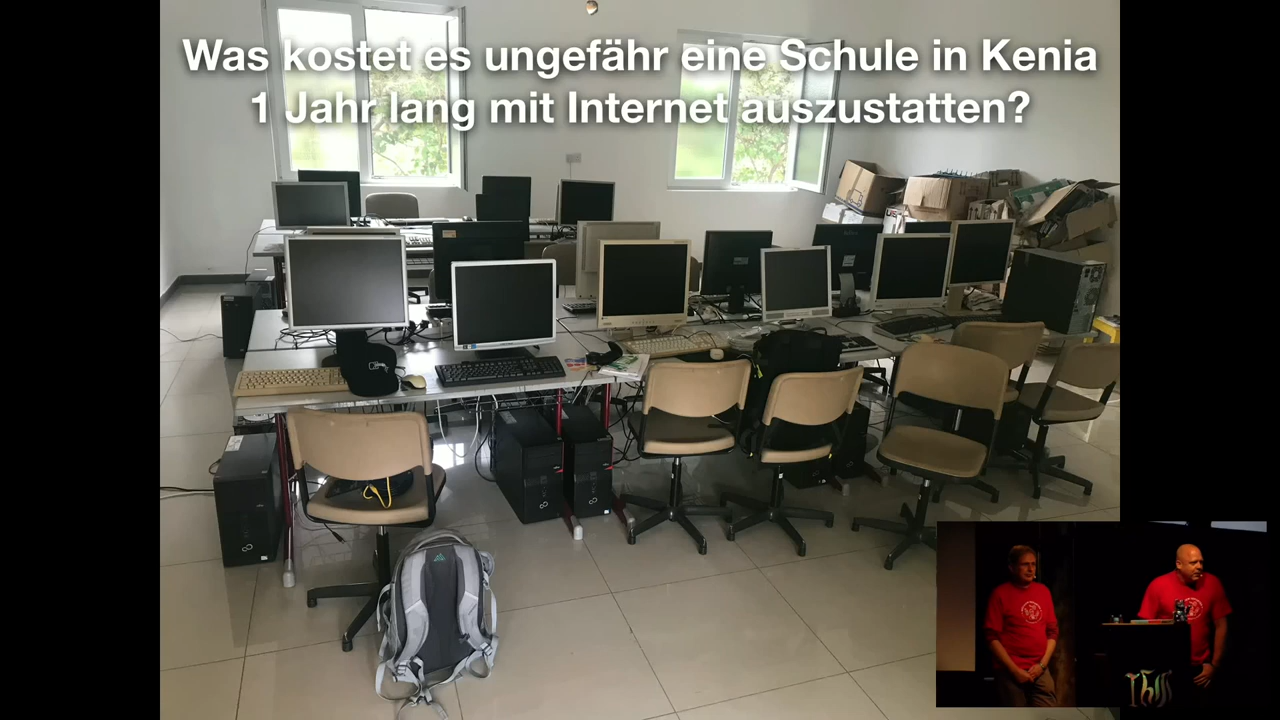 Was kostet es ungefähr eine Schule in Kenia
1 Jahr lang mit Internet auszustatten?